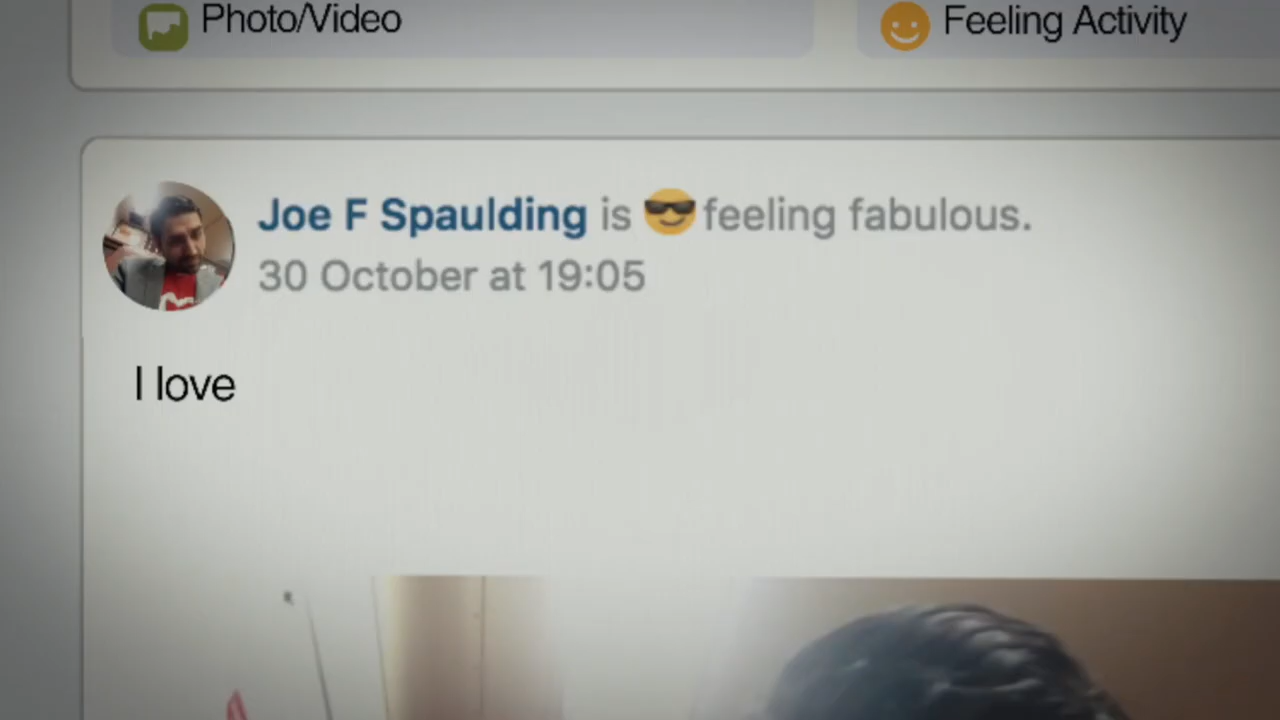 Photo/Video
Feeling Activity
Joe F Spaulding is 😎 feeling fabulous.
30 October at 19:05
I love